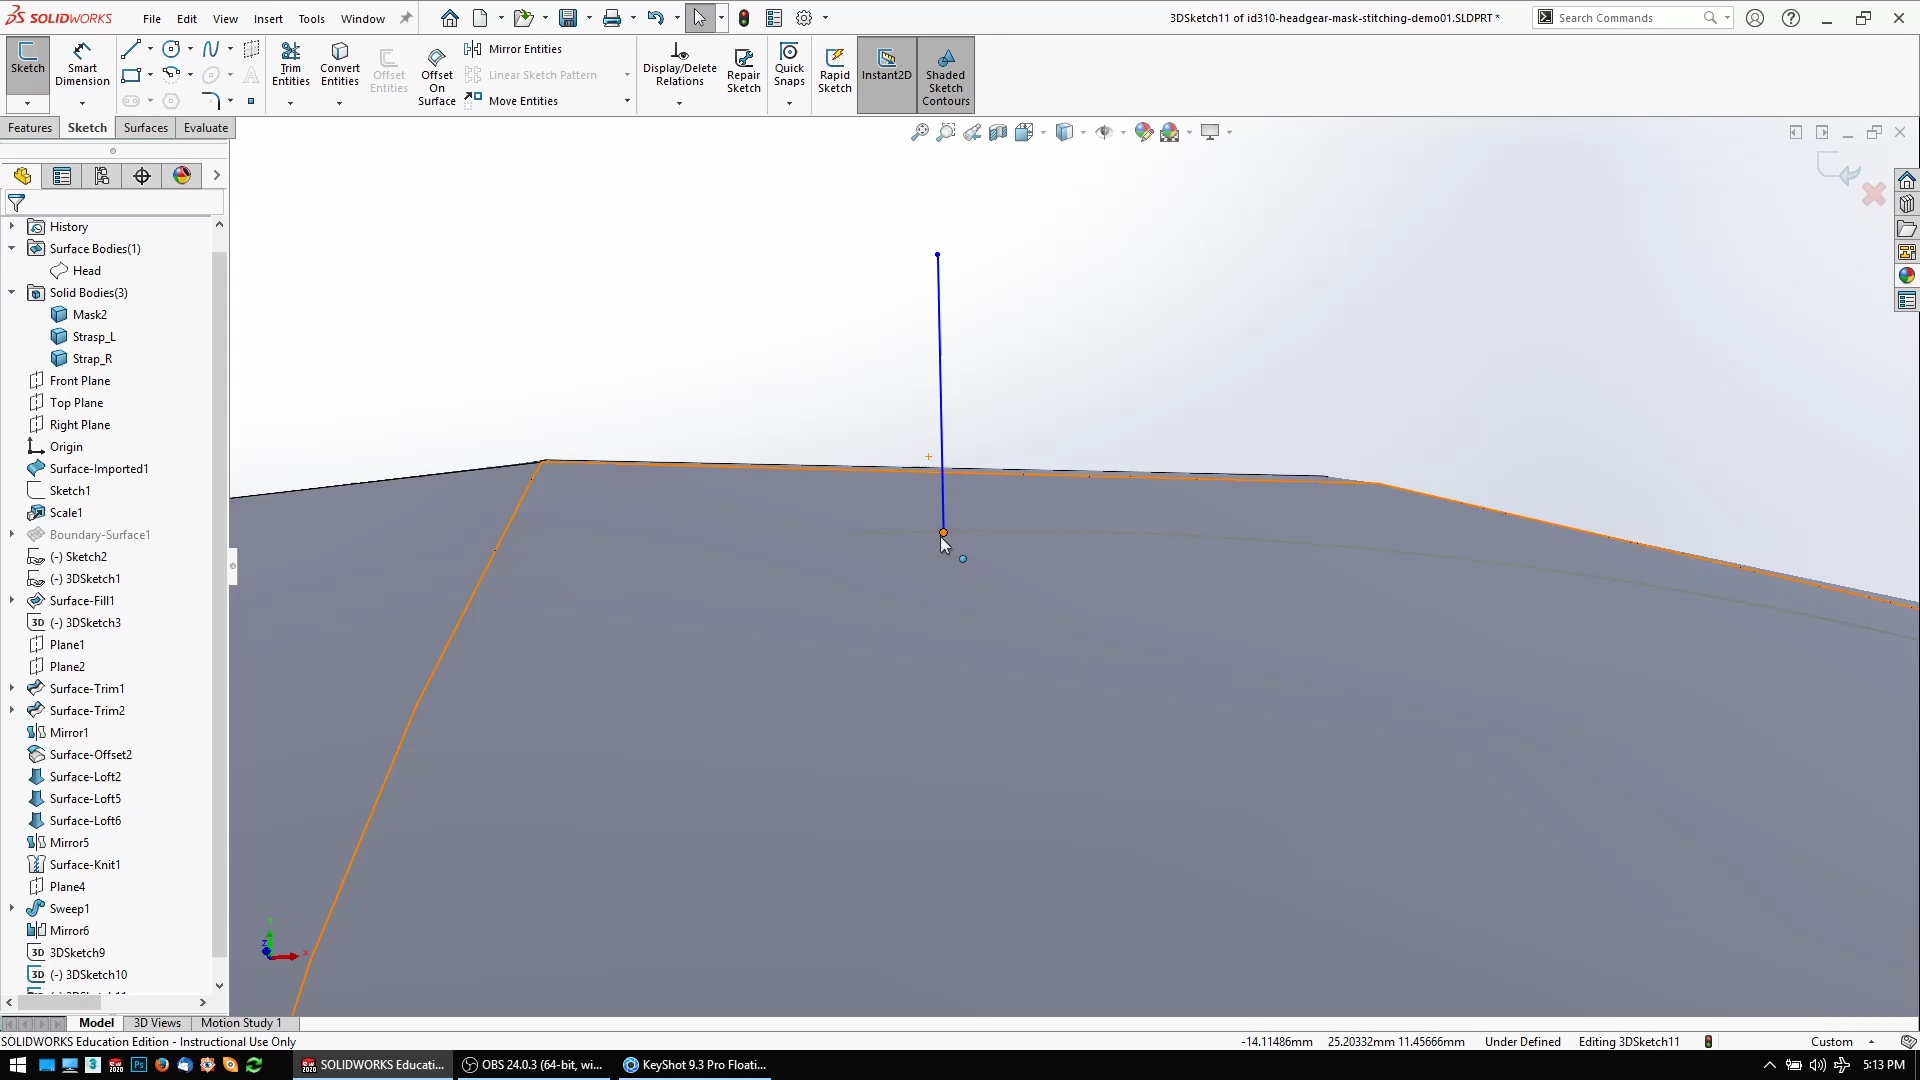 SOLIDWORKS
File Edit View Insert Tools Window
3DSketch11 of id310-headgear-mask-stitching-demo01.SLDPRT *
Search Commands
Sketch
Smart Dimension
Trim Entities
Convert Entities
Offset Entities
Offset On Surface
Mirror Entities
Linear Sketch Pattern
Move Entities
Display/Delete Relations
Repair Sketch
Quick Snaps
Rapid Sketch
Instant2D
Shaded Sketch Contours
Features Sketch Surfaces Evaluate
History
Surface Bodies(1)
Head
Solid Bodies(3)
Mask2
Strasp_L
Strap_R
Front Plane
Top Plane
Right Plane
Origin
Surface-Imported1
Sketch1
Scale1
Boundary-Surface1
(-) Sketch2
(-) 3DSketch1
Surface-Fill1
3D (-) 3DSketch3
Plane1
Plane2
Surface-Trim1
Surface-Trim2
Mirror1
Surface-Offset2
Surface-Loft2
Surface-Loft5
Surface-Loft6
Mirror5
Surface-Knit1
Plane4
Sweep1
Mirror6
3D 3DSketch9
3D (-) 3DSketch10
Model 3D Views Motion Study 1
SOLIDWORKS Education Edition - Instructional Use Only
-14.11486mm 25.20332mm 11.45666mm Under Defined Editing 3DSketch11 Custom
SOLIDWORKS Educati... OBS 24.0.3 (64-bit, wi... KeyShot 9.3 Pro Floati... 5:13 PM